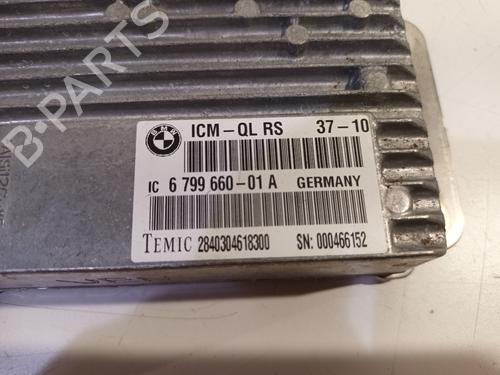 B-PARTS
BMW
ICM-QL RS 37-10
IC 6 799 660-01 A GERMANY
TEMIC 2840304618300 SN: 000466152